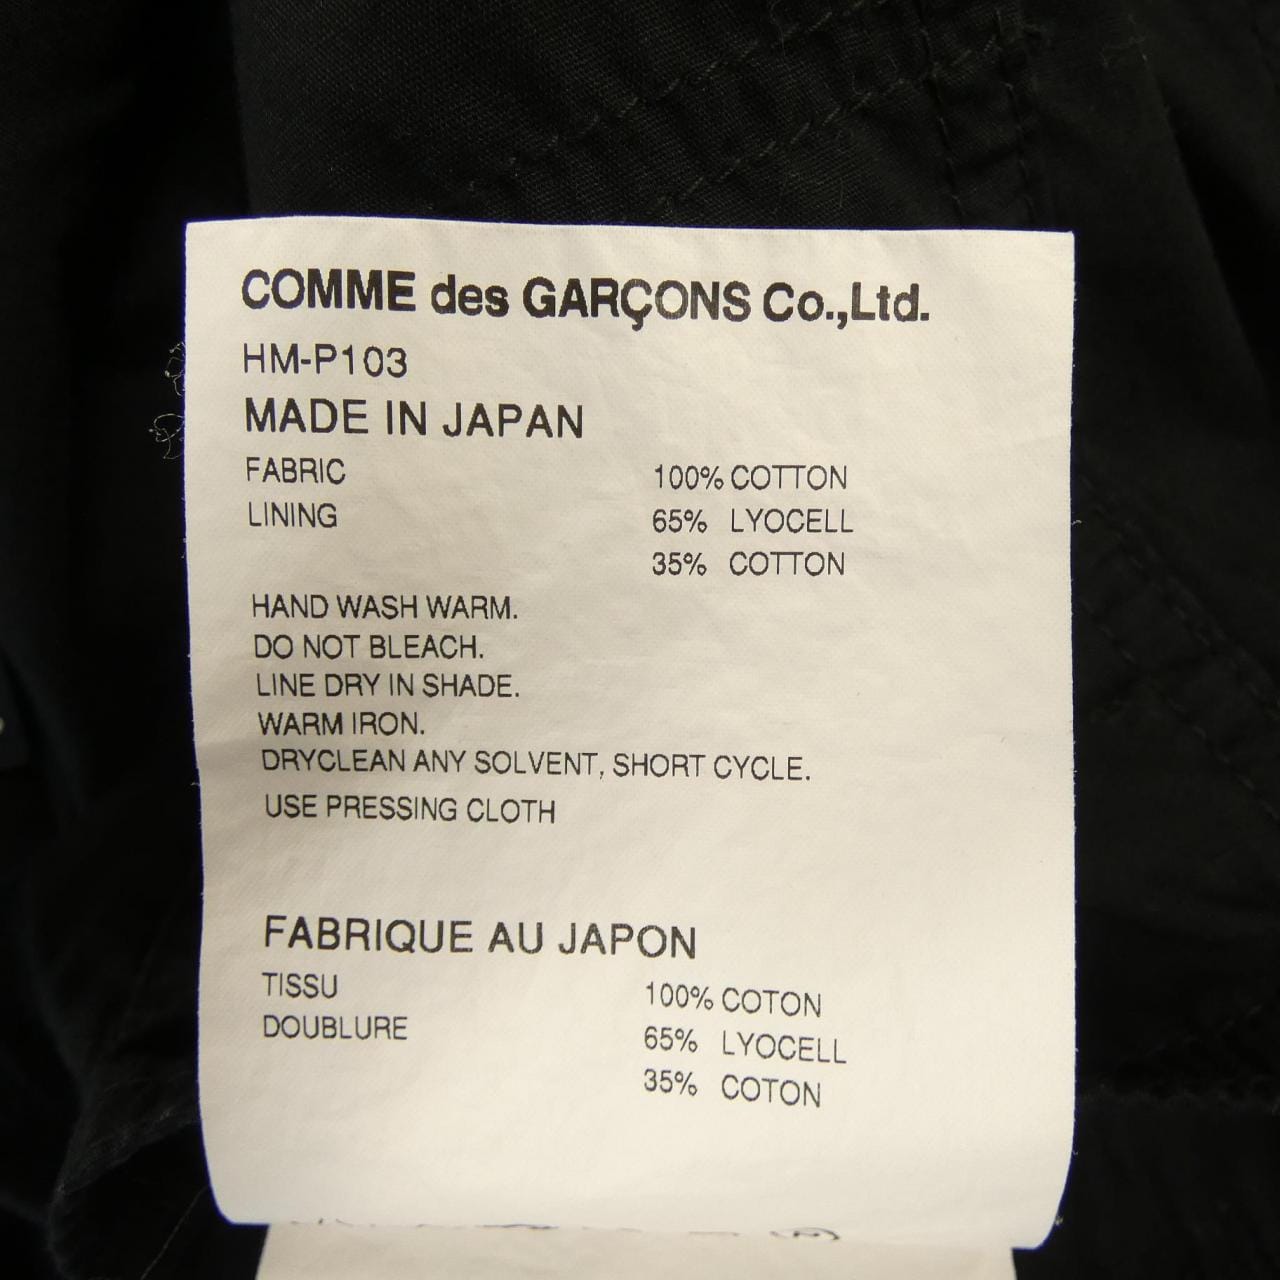 COMME des GARÇONS Co.,Ltd.
HM-P103
MADE IN JAPAN
FABRIC 100% COTTON
LINING 65% LYOCELL
35% COTTON
HAND WASH WARM.
DO NOT BLEACH.
LINE DRY IN SHADE.
WARM IRON.
DRYCLEAN ANY SOLVENT, SHORT CYCLE.
USE PRESSING CLOTH
FABRIQUE AU JAPON
TISSU 100% COTON
DOUBLURE 65% LYOCELL
35% COTON